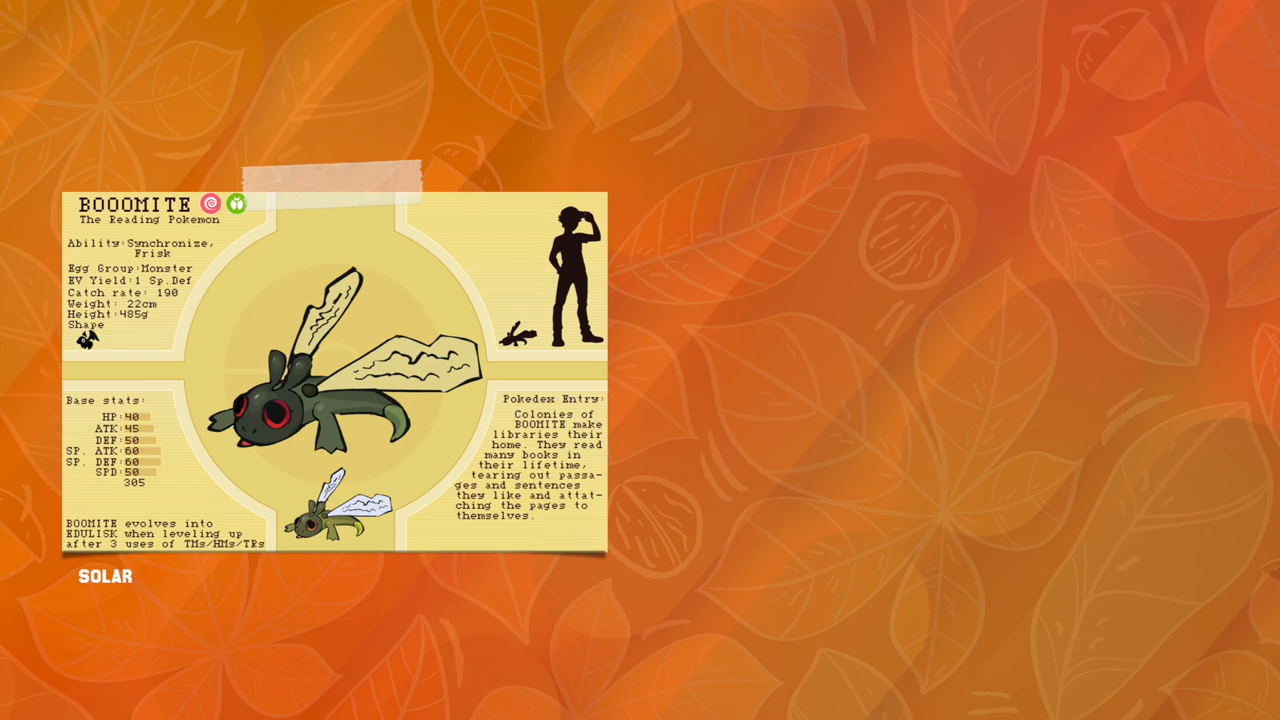 BOOOMITE
The Reading Pokemon
Ability:Synchronize,
Frisk
Egg Group:Monster
EV Yield:1 Sp.Def
Catch rate: 190
Weight: 22cm
Height:485g
Shape
Base stats:
HP:40
ATK:45
DEF:50
SP. ATK:60
SP. DEF:60
SPD:50
305
BOOMITE evolves into
EDULISK when leveling up
after 3 uses of TMs/HMs/TRs
Pokedex Entry:
Colonies of
BOOMITE make
libraries their
home. They read
many books in
their lifetime,
tearing out passa-
ges and sentences
they like and attat-
ching the pages to
themselves.
SOLAR